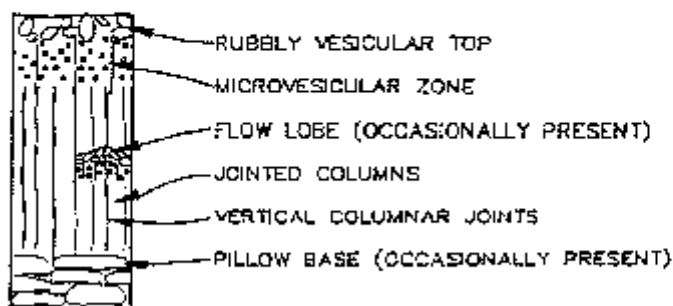 RUBBLY VESICULAR TOP
MICROVESICULAR ZONE
FLOW LOBE (OCCASIONALLY PRESENT)
JOINTED COLUMNS
VERTICAL COLUMNAR JOINTS
PILLOW BASE (OCCASIONALLY PRESENT)